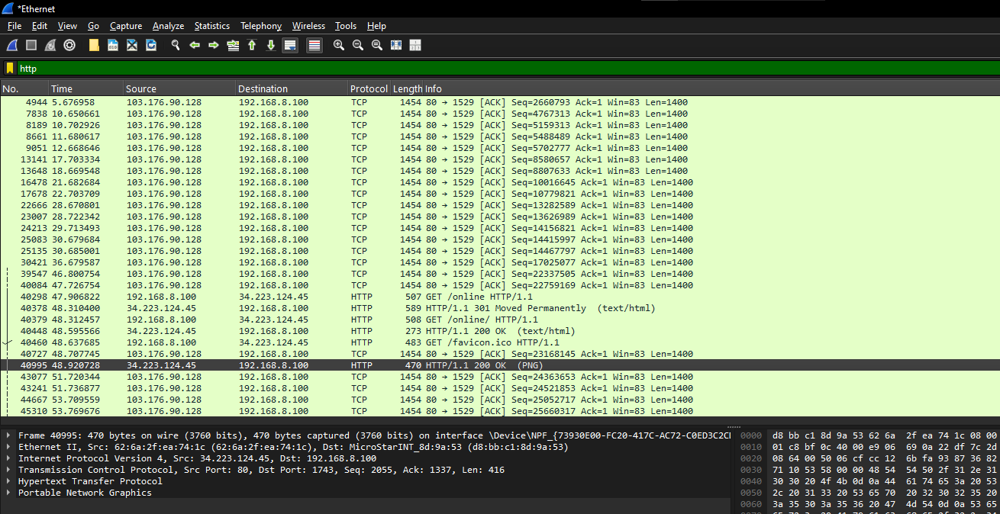 *Ethernet
File Edit View Go Capture Analyze Statistics Telephony Wireless Tools Help
http
No. Time Source Destination Protocol Length Info
4944 5.676958 103.176.90.128 192.168.8.100 TCP 1454 80 → 1529 [ACK] Seq=2660793 Ack=1 Win=83 Len=1400
7838 10.650661 103.176.90.128 192.168.8.100 TCP 1454 80 → 1529 [ACK] Seq=4767313 Ack=1 Win=83 Len=1400
8189 10.702926 103.176.90.128 192.168.8.100 TCP 1454 80 → 1529 [ACK] Seq=5159313 Ack=1 Win=83 Len=1400
8661 11.680617 103.176.90.128 192.168.8.100 TCP 1454 80 → 1529 [ACK] Seq=5488489 Ack=1 Win=83 Len=1400
9051 12.668646 103.176.90.128 192.168.8.100 TCP 1454 80 → 1529 [ACK] Seq=5702777 Ack=1 Win=83 Len=1400
13141 17.703334 103.176.90.128 192.168.8.100 TCP 1454 80 → 1529 [ACK] Seq=8580657 Ack=1 Win=83 Len=1400
13648 18.669548 103.176.90.128 192.168.8.100 TCP 1454 80 → 1529 [ACK] Seq=8807633 Ack=1 Win=83 Len=1400
16478 21.682684 103.176.90.128 192.168.8.100 TCP 1454 80 → 1529 [ACK] Seq=10016645 Ack=1 Win=83 Len=1400
17678 22.703709 103.176.90.128 192.168.8.100 TCP 1454 80 → 1529 [ACK] Seq=10779821 Ack=1 Win=83 Len=1400
22666 28.670801 103.176.90.128 192.168.8.100 TCP 1454 80 → 1529 [ACK] Seq=13282589 Ack=1 Win=83 Len=1400
23007 28.722342 103.176.90.128 192.168.8.100 TCP 1454 80 → 1529 [ACK] Seq=13626989 Ack=1 Win=83 Len=1400
24213 29.713493 103.176.90.128 192.168.8.100 TCP 1454 80 → 1529 [ACK] Seq=14156821 Ack=1 Win=83 Len=1400
25083 30.679684 103.176.90.128 192.168.8.100 TCP 1454 80 → 1529 [ACK] Seq=14415997 Ack=1 Win=83 Len=1400
25135 30.685001 103.176.90.128 192.168.8.100 TCP 1454 80 → 1529 [ACK] Seq=14467797 Ack=1 Win=83 Len=1400
30421 36.679587 103.176.90.128 192.168.8.100 TCP 1454 80 → 1529 [ACK] Seq=17025077 Ack=1 Win=83 Len=1400
39547 46.800754 103.176.90.128 192.168.8.100 TCP 1454 80 → 1529 [ACK] Seq=22337505 Ack=1 Win=83 Len=1400
40084 47.726754 103.176.90.128 192.168.8.100 TCP 1454 80 → 1529 [ACK] Seq=22759169 Ack=1 Win=83 Len=1400
40298 47.906822 192.168.8.100 34.223.124.45 HTTP 507 GET /online HTTP/1.1
40378 48.310400 34.223.124.45 192.168.8.100 HTTP 589 HTTP/1.1 301 Moved Permanently (text/html)
40379 48.312457 192.168.8.100 34.223.124.45 HTTP 508 GET /online/ HTTP/1.1
40448 48.595566 34.223.124.45 192.168.8.100 HTTP 273 HTTP/1.1 200 OK (text/html)
40460 48.637685 192.168.8.100 34.223.124.45 HTTP 483 GET /favicon.ico HTTP/1.1
40727 48.707745 103.176.90.128 192.168.8.100 TCP 1454 80 → 1529 [ACK] Seq=23168145 Ack=1 Win=83 Len=1400
40995 48.920728 34.223.124.45 192.168.8.100 HTTP 470 HTTP/1.1 200 OK (PNG)
43077 51.720344 103.176.90.128 192.168.8.100 TCP 1454 80 → 1529 [ACK] Seq=24363653 Ack=1 Win=83 Len=1400
43241 51.736877 103.176.90.128 192.168.8.100 TCP 1454 80 → 1529 [ACK] Seq=24521853 Ack=1 Win=83 Len=1400
44667 53.709559 103.176.90.128 192.168.8.100 TCP 1454 80 → 1529 [ACK] Seq=25052717 Ack=1 Win=83 Len=1400
45310 53.769676 103.176.90.128 192.168.8.100 TCP 1454 80 → 1529 [ACK] Seq=25660317 Ack=1 Win=83 Len=1400
Frame 40995: 470 bytes on wire (3760 bits), 470 bytes captured (3760 bits) on interface \Device\NPF_{73930E00-FC20-417C-AC72-C0ED3C2C
Ethernet II, Src: 62:6a:2f:ea:74:1c (62:6a:2f:ea:74:1c), Dst: MicroStarINT_8d:9a:53 (d8:bb:c1:8d:9a:53)
Internet Protocol Version 4, Src: 34.223.124.45, Dst: 192.168.8.100
Transmission Control Protocol, Src Port: 80, Dst Port: 1743, Seq: 2055, Ack: 1337, Len: 416
Hypertext Transfer Protocol
Portable Network Graphics
0000 d8 bb c1 8d 9a 53 62 6a 2f ea 74 1c 08 00
0010 01 c8 bf 0c 40 00 e9 06 69 0a 22 df 7c 2d
0020 08 64 00 50 06 cf cc 12 6b fa 93 87 36 82
0030 71 10 53 58 00 00 48 54 54 50 2f 31 2e 31
0040 30 30 20 4f 4b 0d 0a 44 61 74 65 3a 20 53
0050 2c 20 31 33 20 53 65 70 20 32 30 32 35 20
0060 3a 35 30 3a 35 36 20 47 4d 54 0d 0a 53 65